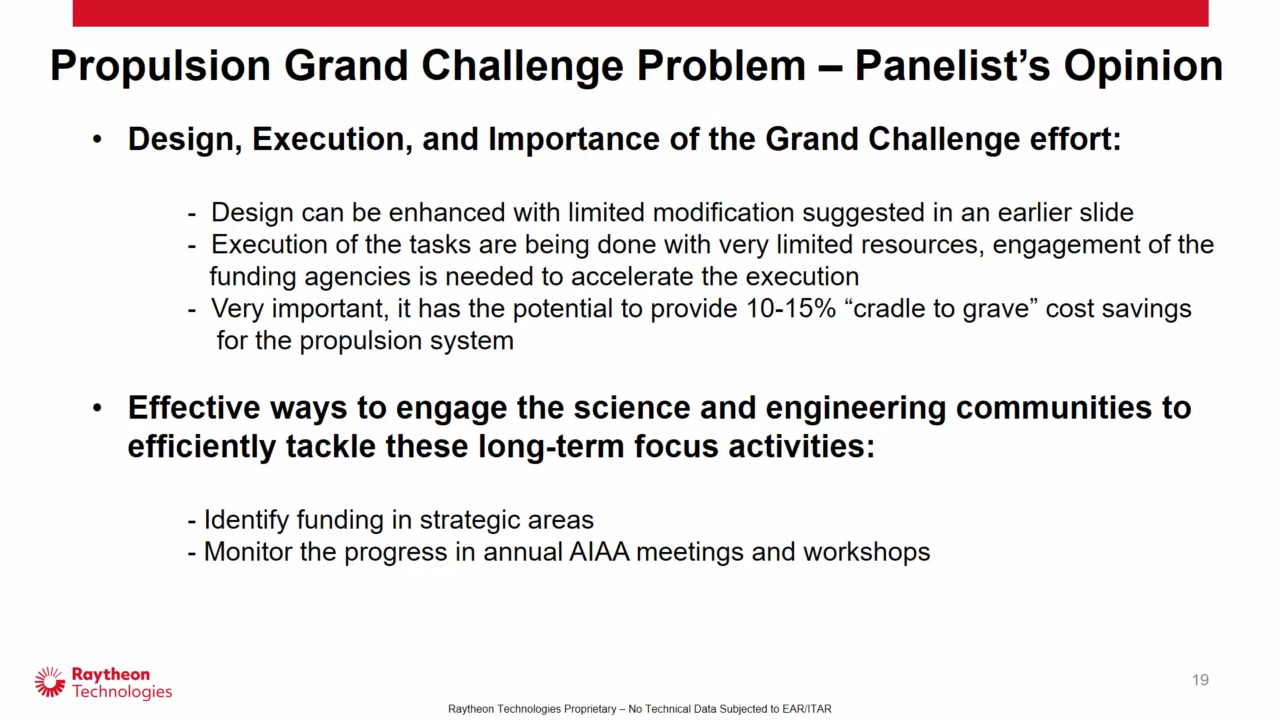 Propulsion Grand Challenge Problem – Panelist’s Opinion
• Design, Execution, and Importance of the Grand Challenge effort:
- Design can be enhanced with limited modification suggested in an earlier slide
- Execution of the tasks are being done with very limited resources, engagement of the
funding agencies is needed to accelerate the execution
- Very important, it has the potential to provide 10-15% “cradle to grave” cost savings
for the propulsion system
• Effective ways to engage the science and engineering communities to
efficiently tackle these long-term focus activities:
- Identify funding in strategic areas
- Monitor the progress in annual AIAA meetings and workshops
Raytheon
Technologies
19
Raytheon Technologies Proprietary – No Technical Data Subjected to EAR/ITAR